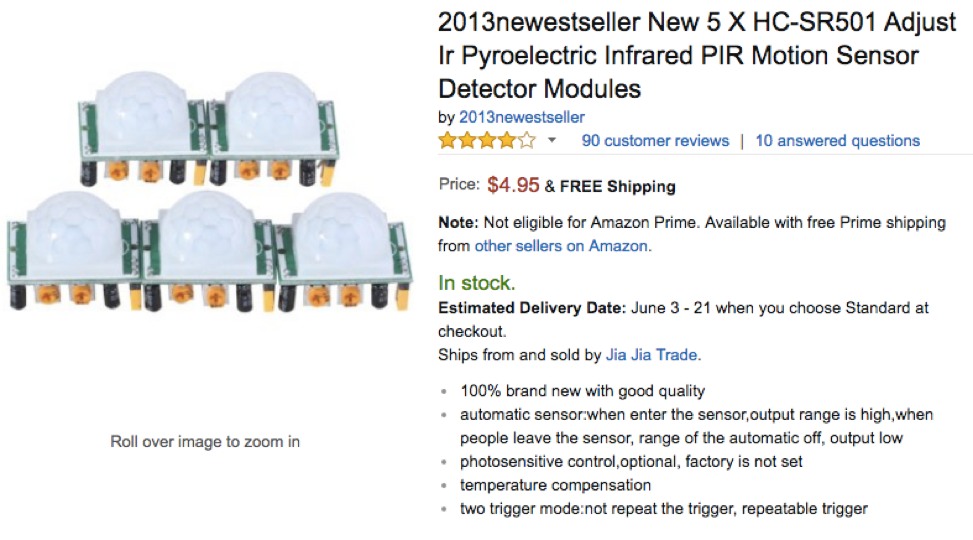 2013newestseller New 5 X HC-SR501 Adjust
Ir Pyroelectric Infrared PIR Motion Sensor
Detector Modules
by 2013newestseller
90 customer reviews | 10 answered questions
Price: $4.95 & FREE Shipping
Note: Not eligible for Amazon Prime. Available with free Prime shipping
from other sellers on Amazon.
In stock.
Estimated Delivery Date: June 3 - 21 when you choose Standard at
checkout.
Ships from and sold by Jia Jia Trade.
100% brand new with good quality
automatic sensor:when enter the sensor,output range is high,when
people leave the sensor, range of the automatic off, output low
photosensitive control,optional, factory is not set
temperature compensation
two trigger mode:not repeat the trigger, repeatable trigger
Roll over image to zoom in